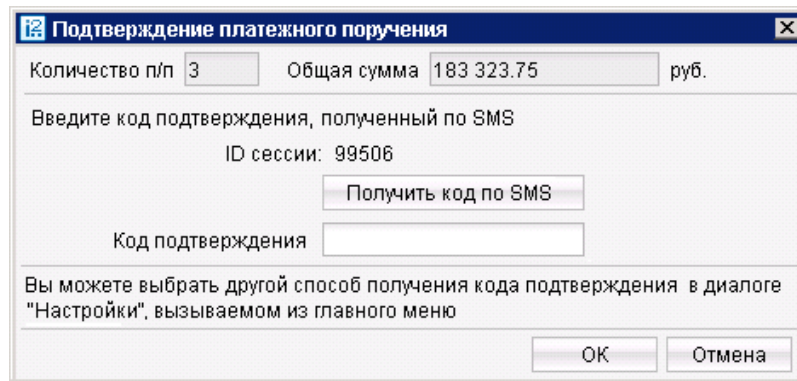 i2 Подтверждение платежного поручения
Количество п/п 3 Общая сумма 183 323.75 руб.
Введите код подтверждения, полученный по SMS
ID сессии: 99506
Получить код по SMS
Код подтверждения
Вы можете выбрать другой способ получения кода подтверждения в диалоге
"Настройки", вызываемом из главного меню
ОК Отмена